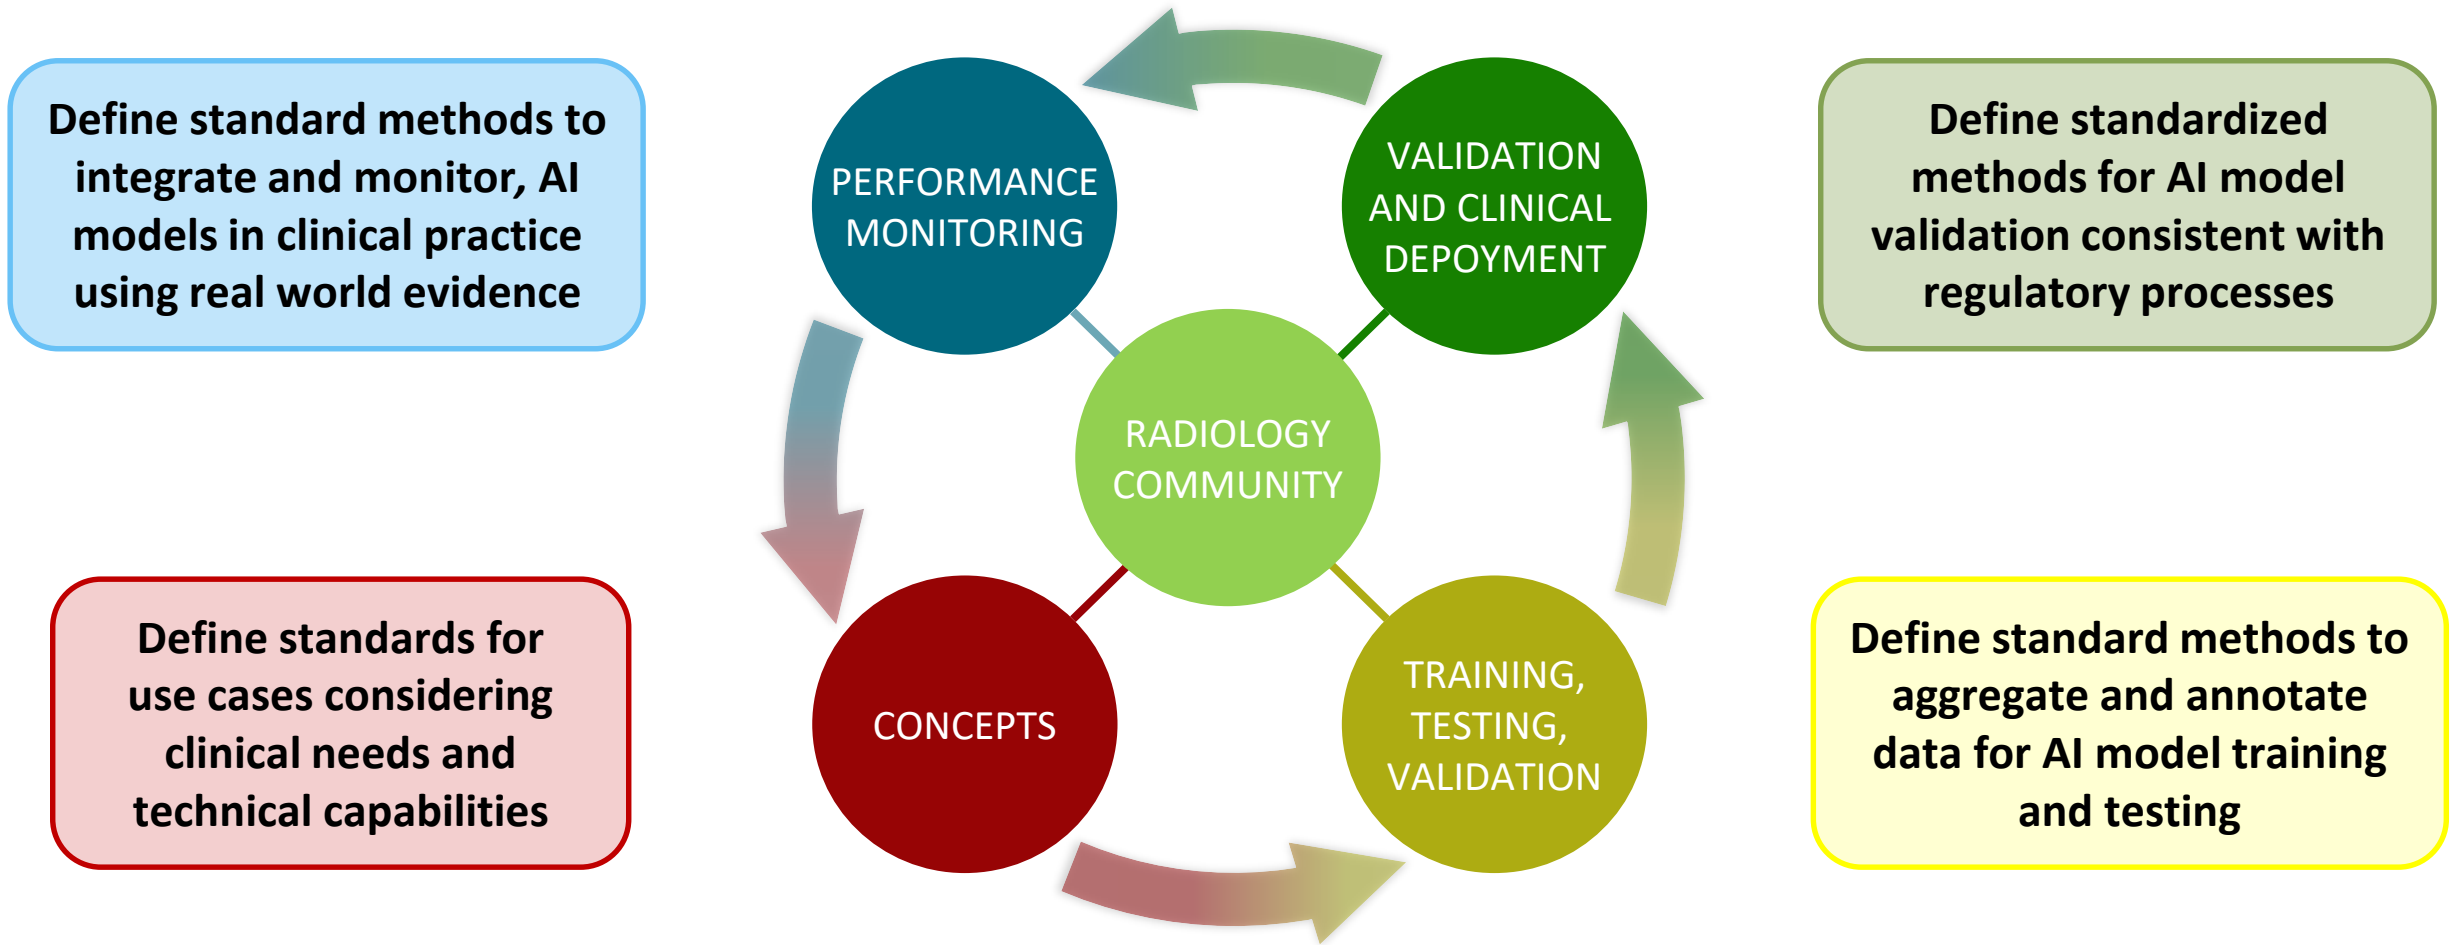 Define standard methods to
integrate and monitor, AI
models in clinical practice
using real world evidence
PERFORMANCE
MONITORING
VALIDATION
AND CLINICAL
DEPOYMENT
Define standardized
methods for AI model
validation consistent with
regulatory processes
RADIOLOGY
COMMUNITY
Define standards for
use cases considering
clinical needs and
technical capabilities
CONCEPTS
TRAINING,
TESTING,
VALIDATION
Define standard methods to
aggregate and annotate
data for AI model training
and testing